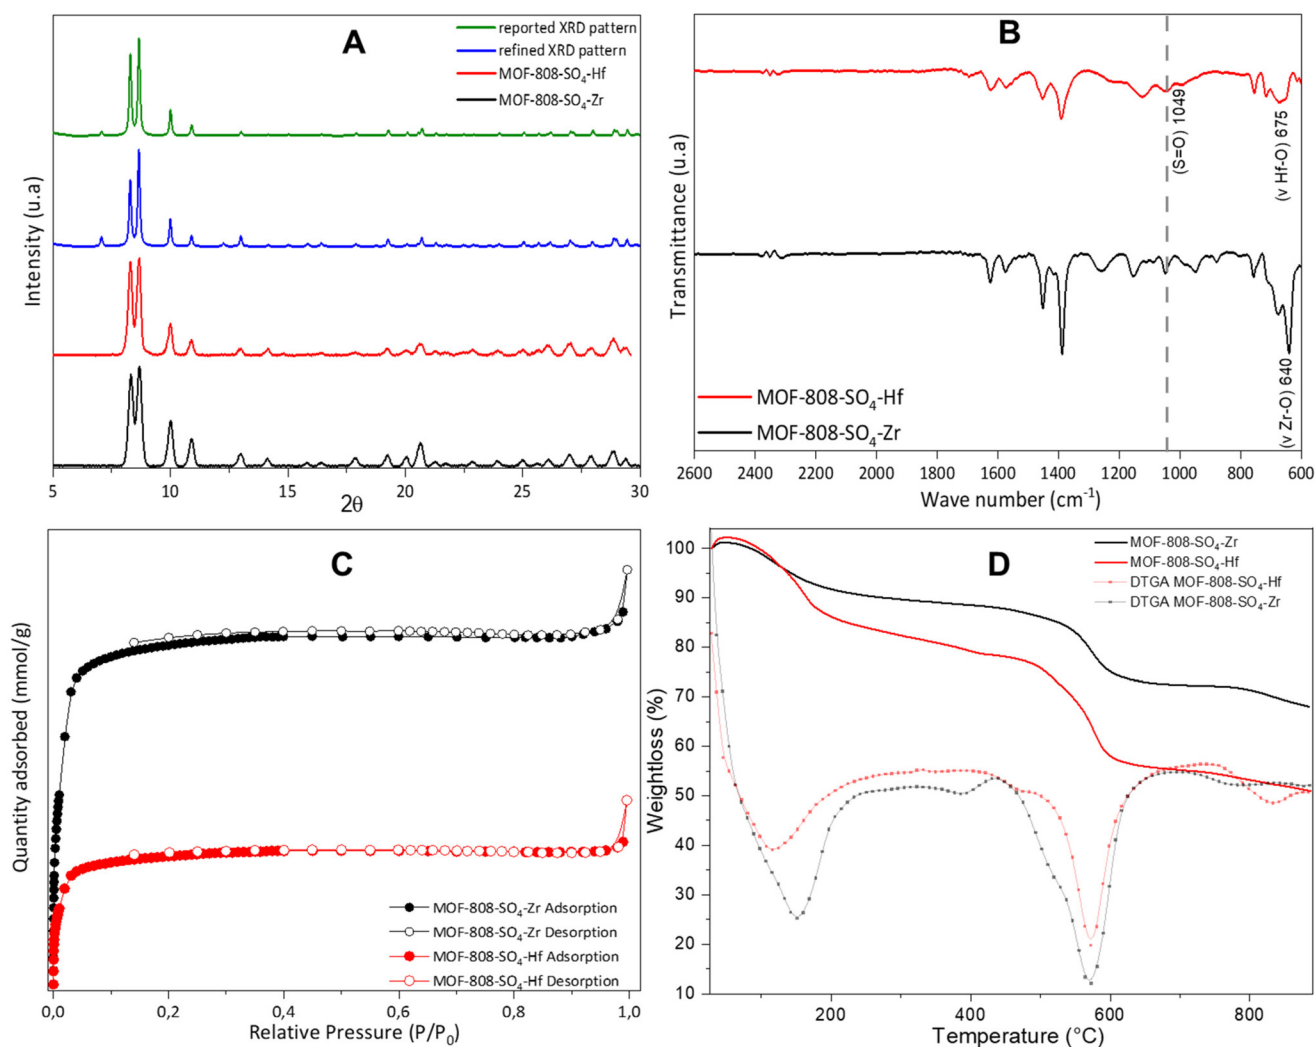 A
reported XRD pattern
refined XRD pattern
MOF-808-SO₄-Hf
MOF-808-SO₄-Zr
Intensity (u.a)
5 10 15 20 25 30
2θ
B
Transmittance (u.a)
(S=O) 1049
(v Hf-O) 675
(v Zr-O) 640
MOF-808-SO₄-Hf
MOF-808-SO₄-Zr
2600 2400 2200 2000 1800 1600 1400 1200 1000 800 600
Wave number (cm⁻¹)
C
Quantity adsorbed (mmol/g)
MOF-808-SO₄-Zr Adsorption
MOF-808-SO₄-Zr Desorption
MOF-808-SO₄-Hf Adsorption
MOF-808-SO₄-Hf Desorption
0,0 0,2 0,4 0,6 0,8 1,0
Relative Pressure (P/P₀)
D
MOF-808-SO₄-Zr
MOF-808-SO₄-Hf
DTGA MOF-808-SO₄-Hf
DTGA MOF-808-SO₄-Zr
Weightloss (%)
100
90
80
70
60
50
40
30
20
10
200 400 600 800
Temperature (°C)